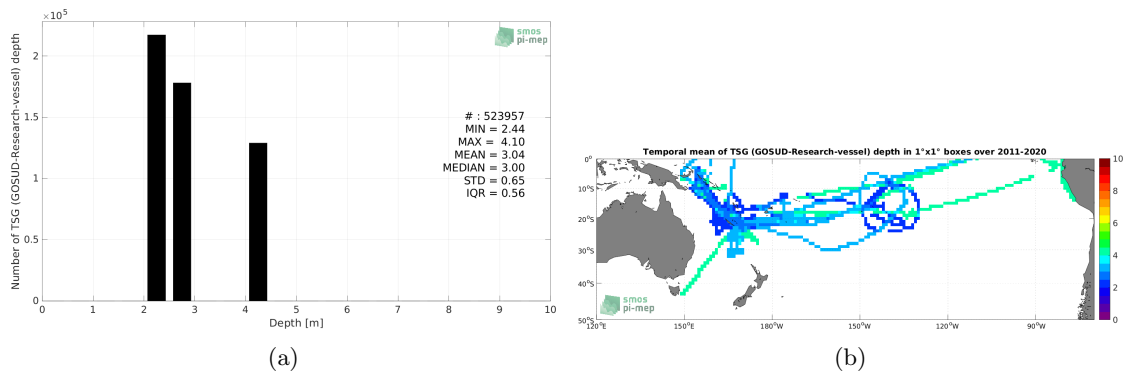 ×10⁵
2
1.5
1
0.5
0
Number of TSG (GOSUD-Research-vessel) depth
smos
pi-mep
# : 523957
MIN = 2.44
MAX = 4.10
MEAN = 3.04
MEDIAN = 3.00
STD = 0.65
IQR = 0.56
0 1 2 3 4 5 6 7 8 9 10
Depth [m]
(a)
Temporal mean of TSG (GOSUD-Research-vessel) depth in 1°x1° boxes over 2011-2020
0°
10°S
20°S
30°S
40°S
50°S
smos
pi-mep
120°E 150°E 180°W 150°W 120°W 90°W
10
8
6
4
2
0
(b)